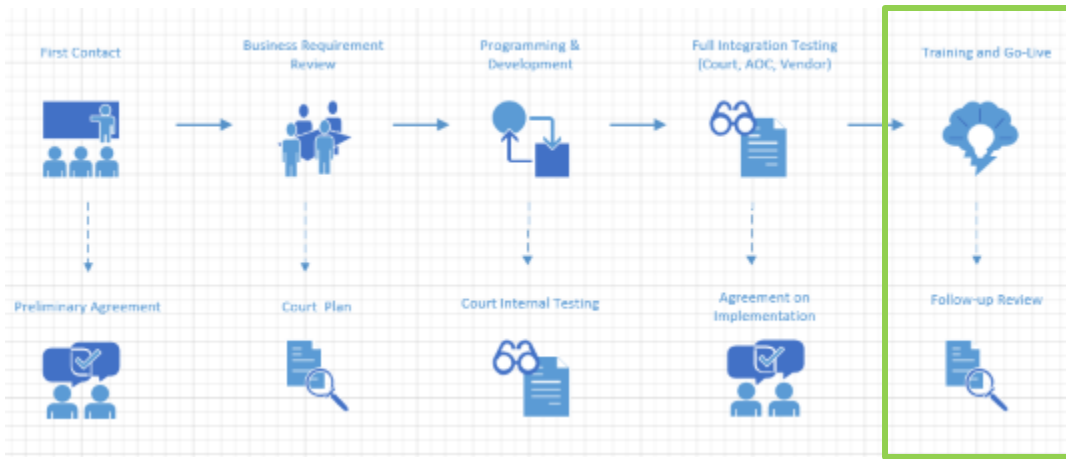 First Contact
Business Requirement
Review
Programming &
Development
Full Integration Testing
(Court, AOC, Vendor)
Training and Go-Live
Preliminary Agreement
Court Plan
Court Internal Testing
Agreement on
Implementation
Follow-up Review